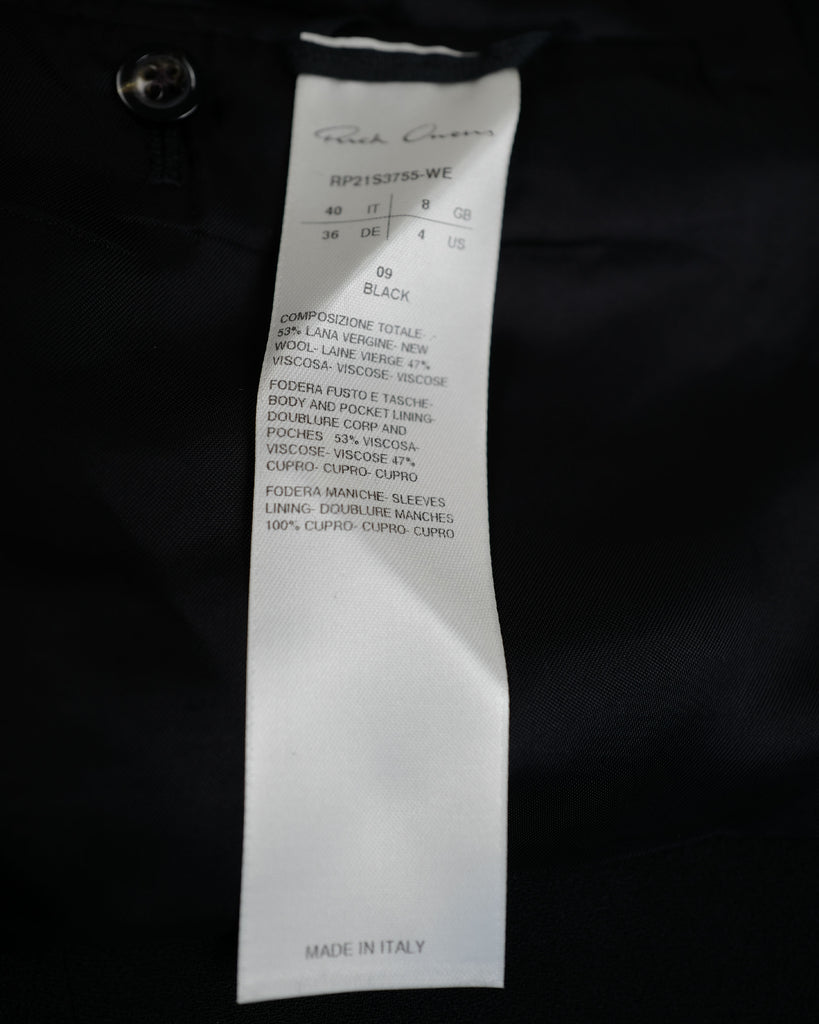 Rick Owens
RP21S3755-WE
40 IT 8 GB
36 DE 4 US
09
BLACK
COMPOSIZIONE TOTALE-
53% LANA VERGINE- NEW
WOOL- LAINE VIERGE 47%
VISCOSA- VISCOSE- VISCOSE
FODERA FUSTO E TASCHE-
BODY AND POCKET LINING-
DOUBLURE CORP AND
POCHES 53% VISCOSA-
VISCOSE- VISCOSE 47%
CUPRO- CUPRO- CUPRO
FODERA MANICHE- SLEEVES
LINING- DOUBLURE MANCHES
100% CUPRO- CUPRO- CUPRO
MADE IN ITALY